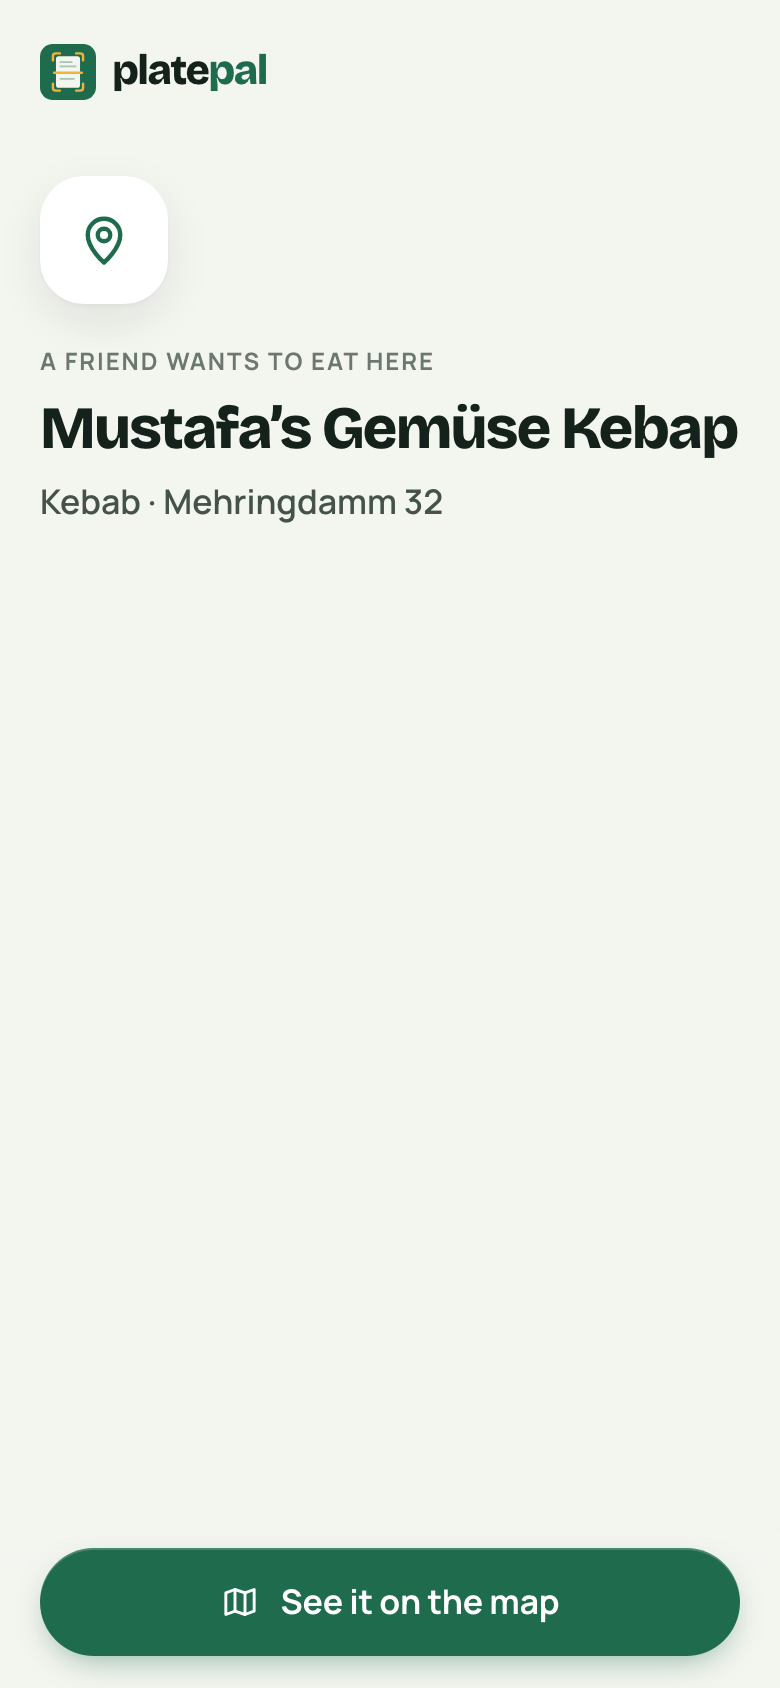 platepal
A FRIEND WANTS TO EAT HERE
Mustafa’s Gemüse Kebap
Kebab · Mehringdamm 32
See it on the map